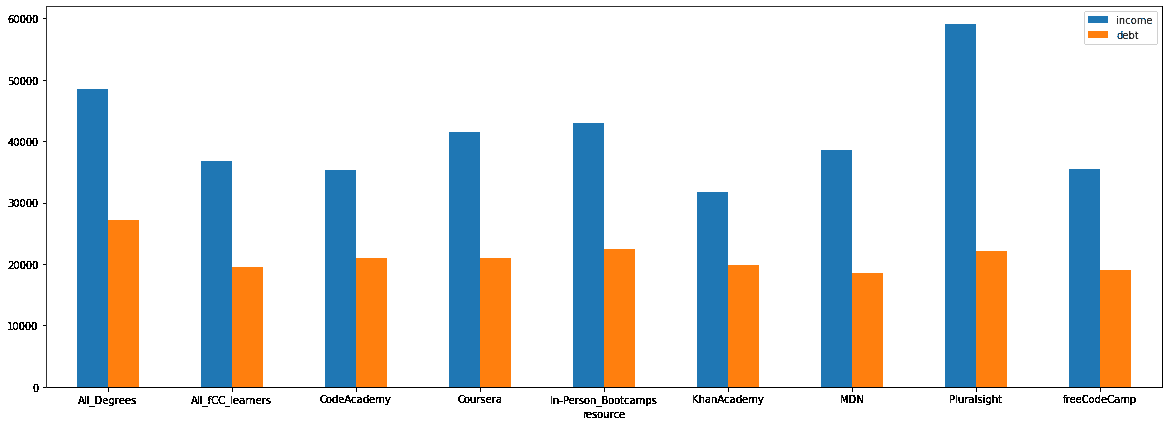 60000
50000
40000
30000
20000
10000
0
income
debt
All_Degrees
All_fCC_learners
CodeAcademy
Coursera
In-Person_Bootcamps
KhanAcademy
MDN
Pluralsight
freeCodeCamp
resource